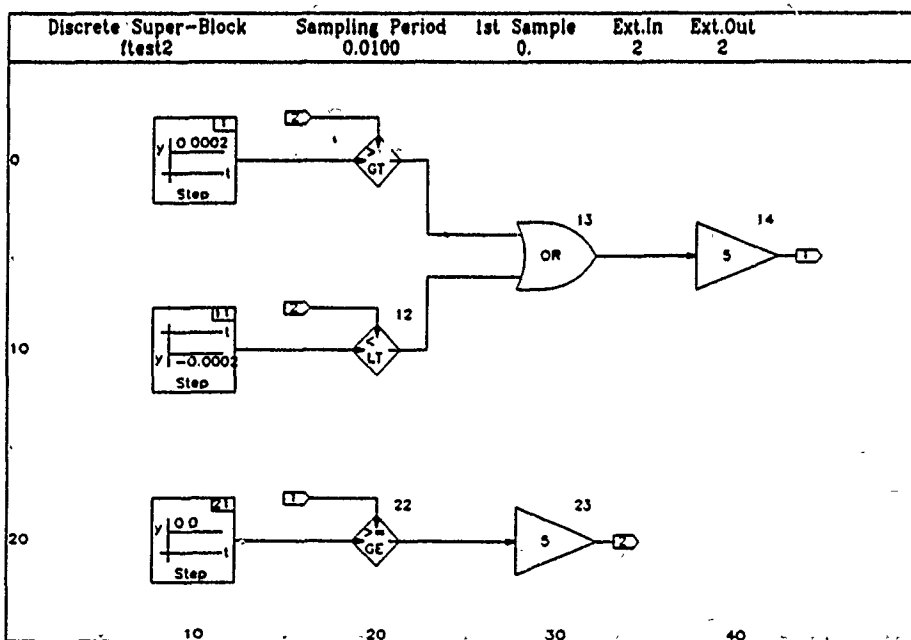 Discrete Super-Block Sampling Period 1st Sample Ext.In Ext.Out
ftest2 0.0100 0. 2 2
1
y 0.0002
t
Step
2
>
GT
0
13
OR
14
5
1
11
t
y -0.0002
Step
2
12
<
LT
10
21
y 0.0
t
Step
1
22
>=
GE
23
5
2
20
10 20 30 40